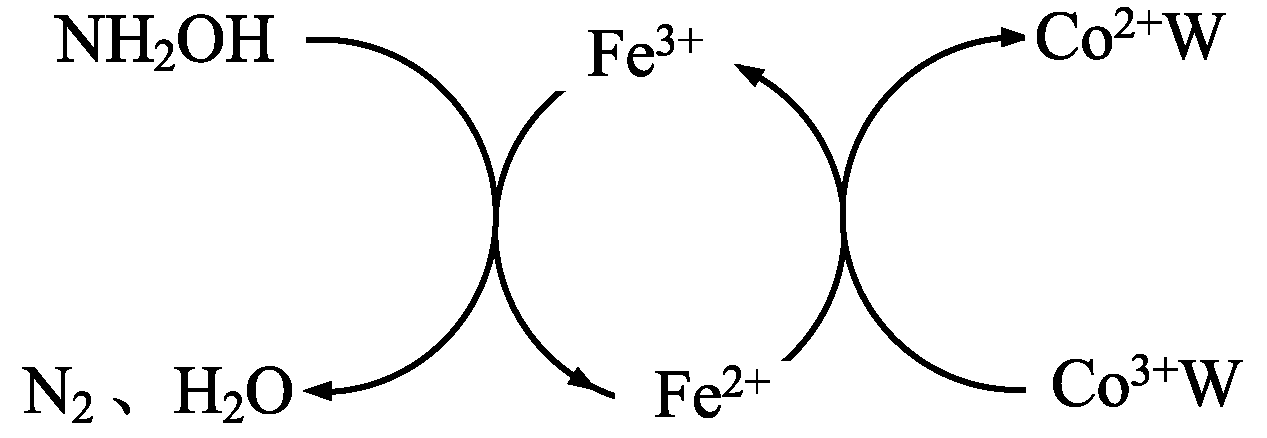 NH₂OH
Fe³⁺
Co²⁺W
N₂、H₂O
Fe²⁺
Co³⁺W